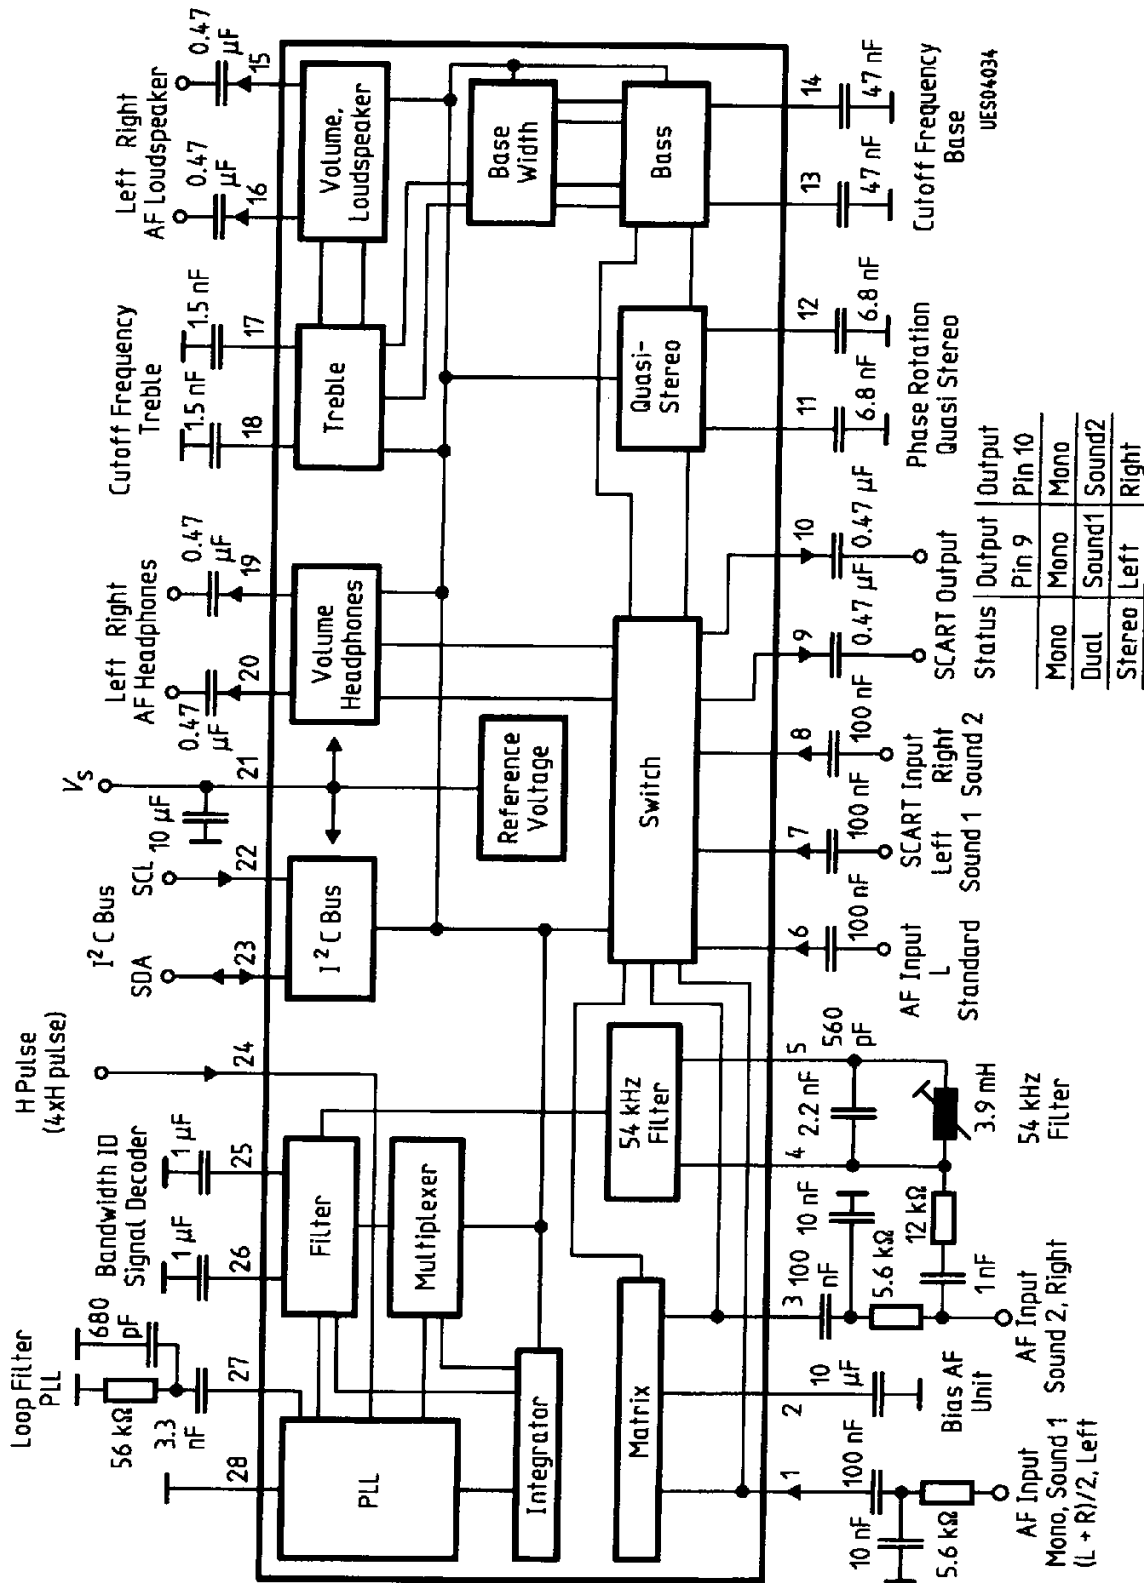 Loop Filter
PLL
Bandwidth ID
Signal Decoder
H Pulse
(4xH pulse)
I² C Bus
SDA
SCL
Vs
Left Right
AF Headphones
Cutoff Frequency
Treble
Left Right
AF Loudspeaker
56 kΩ
680
pF
3.3
nF
1 µF
1 µF
10 µF
0.47
µF
0.47
µF
1.5 nF
1.5 nF
0.47
µF
0.47
µF
28
27
26
25
24
23
22
21
20
19
18
17
16
15
PLL
Filter
Multiplexer
I² C Bus
Volume
Headphones
Treble
Volume,
Loudspeaker
Reference
Voltage
Base
Width
Integrator
Matrix
54 kHz
Filter
Switch
Quasi-
Stereo
Bass
1
2
3
4
5
6
7
8
9
10
11
12
13
14
100 nF
10 nF
5.6 kΩ
10
µF
100
nF
10 nF
5.6 kΩ
12 kΩ
1 nF
2.2 nF
560
pF
3.9 mH
100 nF
100 nF
100 nF
0.47 µF
0.47 µF
6.8 nF
6.8 nF
47 nF
47 nF
AF Input
Mono, Sound 1
(L + R)/2, Left
Bias AF
Unit
AF Input
Sound 2, Right
54 kHz
Filter
AF Input
L
Standard
SCART Input
Left Right
Sound 1 Sound 2
SCART Output
Phase Rotation
Quasi Stereo
Cutoff Frequency
Base
Status Output Output
Pin 9 Pin 10
Mono Mono Mono
Dual Sound1 Sound2
Stereo Left Right
UES04034